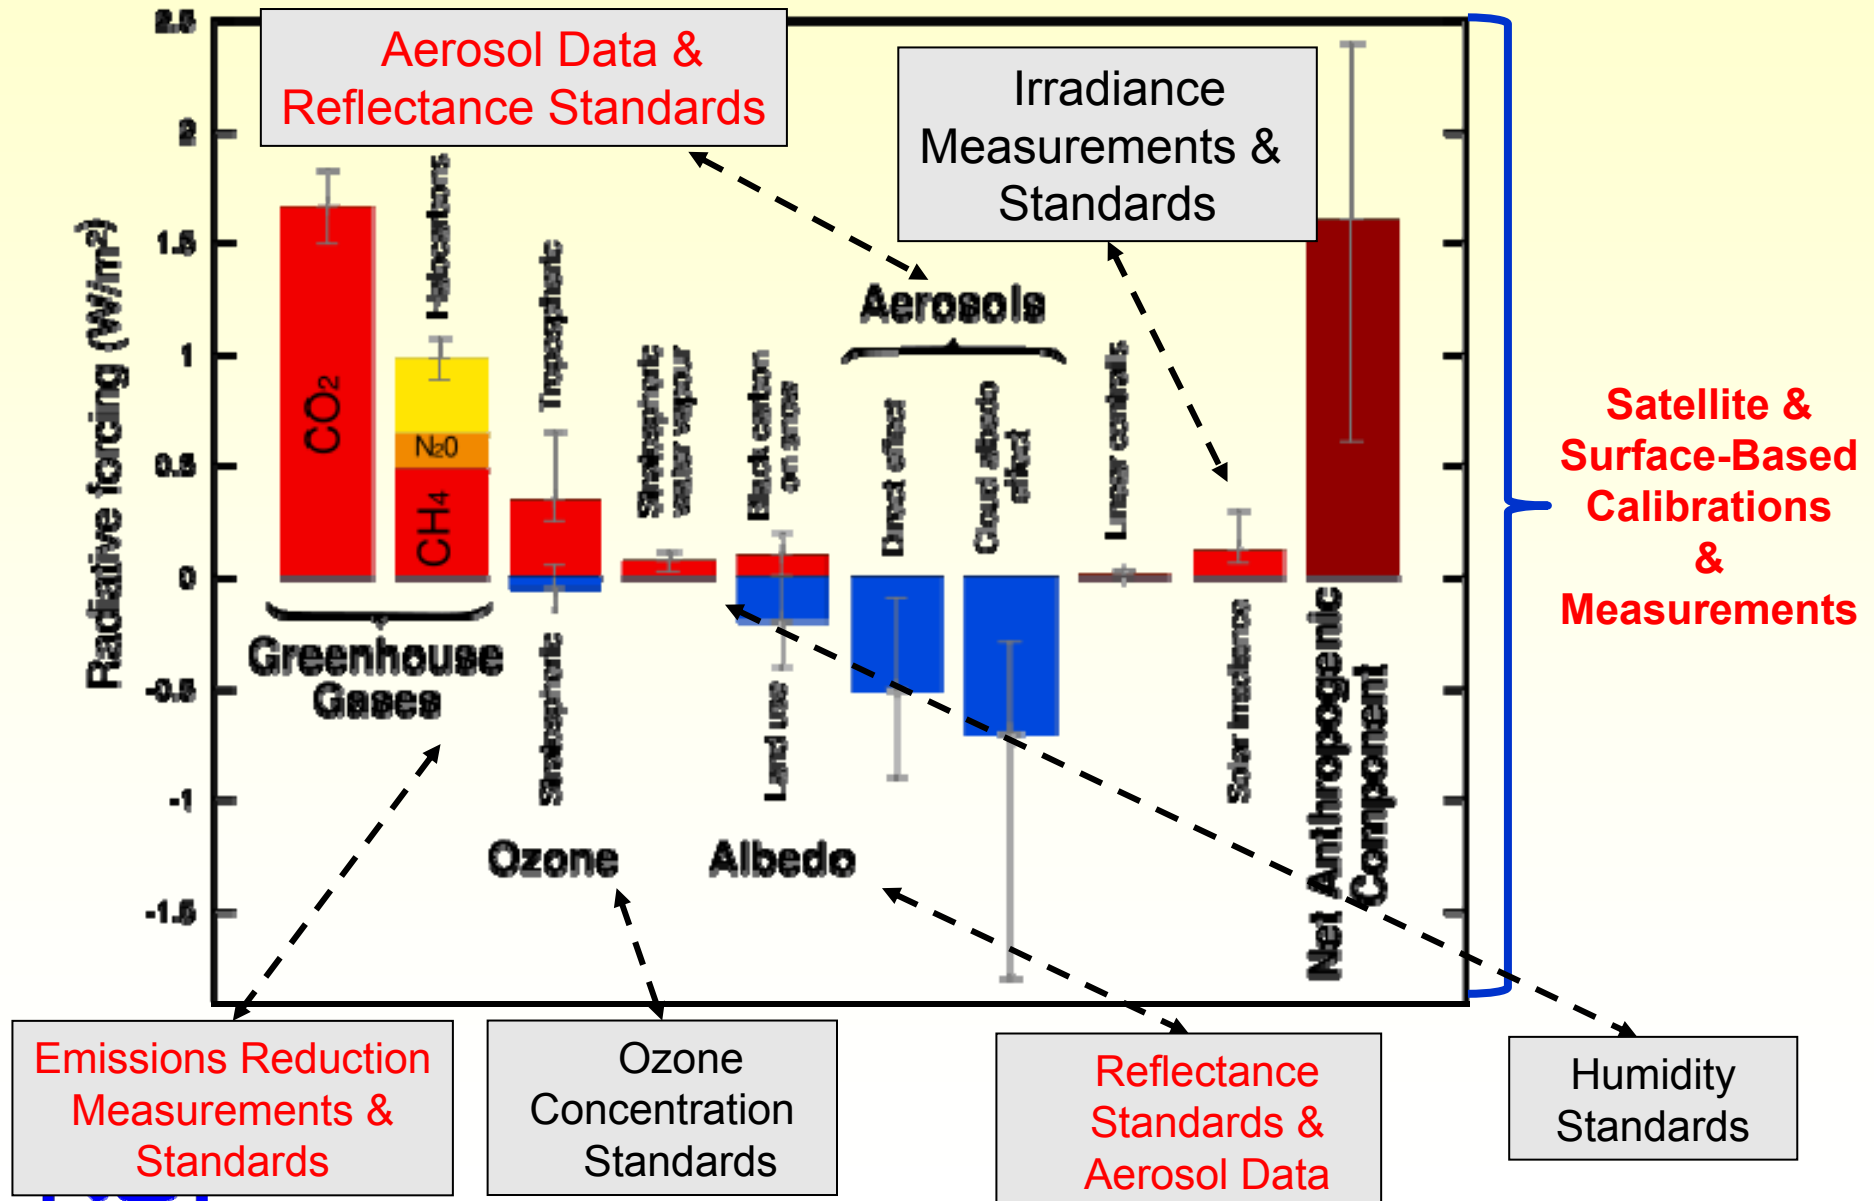 2.5
Aerosol Data &
Reflectance Standards
Irradiance
Measurements &
Standards
2
1.5
1
0.5
0
-0.5
-1
-1.5
Radiative forcing (W/m²)
CO2
Halocarbons
N20
CH4
Tropospheric
Stratospheric
Stratospheric
water vapour
Black carbon
on snow
Land use
Aerosols
Direct effect
Cloud albedo
effect
Linear contrails
Solar Irradience
Net Anthropogenic
Component
Greenhouse
Gases
Ozone
Albedo
Satellite &
Surface-Based
Calibrations
&
Measurements
Emissions Reduction
Measurements &
Standards
Ozone
Concentration
Standards
Reflectance
Standards &
Aerosol Data
Humidity
Standards